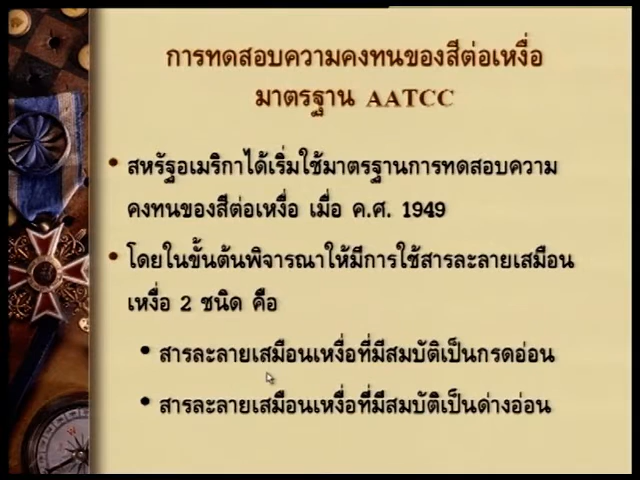 การทดสอบความคงทนของสีต่อเหงื่อ
มาตรฐาน AATCC
• สหรัฐอเมริกาได้เริ่มใช้มาตรฐานการทดสอบความ
คงทนของสีต่อเหงื่อ เมื่อ ค.ศ. 1949
• โดยในขั้นต้นพิจารณาให้มีการใช้สารละลายเสมือน
เหงื่อ 2 ชนิด คือ
• สารละลายเสมือนเหงื่อที่มีสมบัติเป็นกรดอ่อน
• สารละลายเสมือนเหงื่อที่มีสมบัติเป็นด่างอ่อน